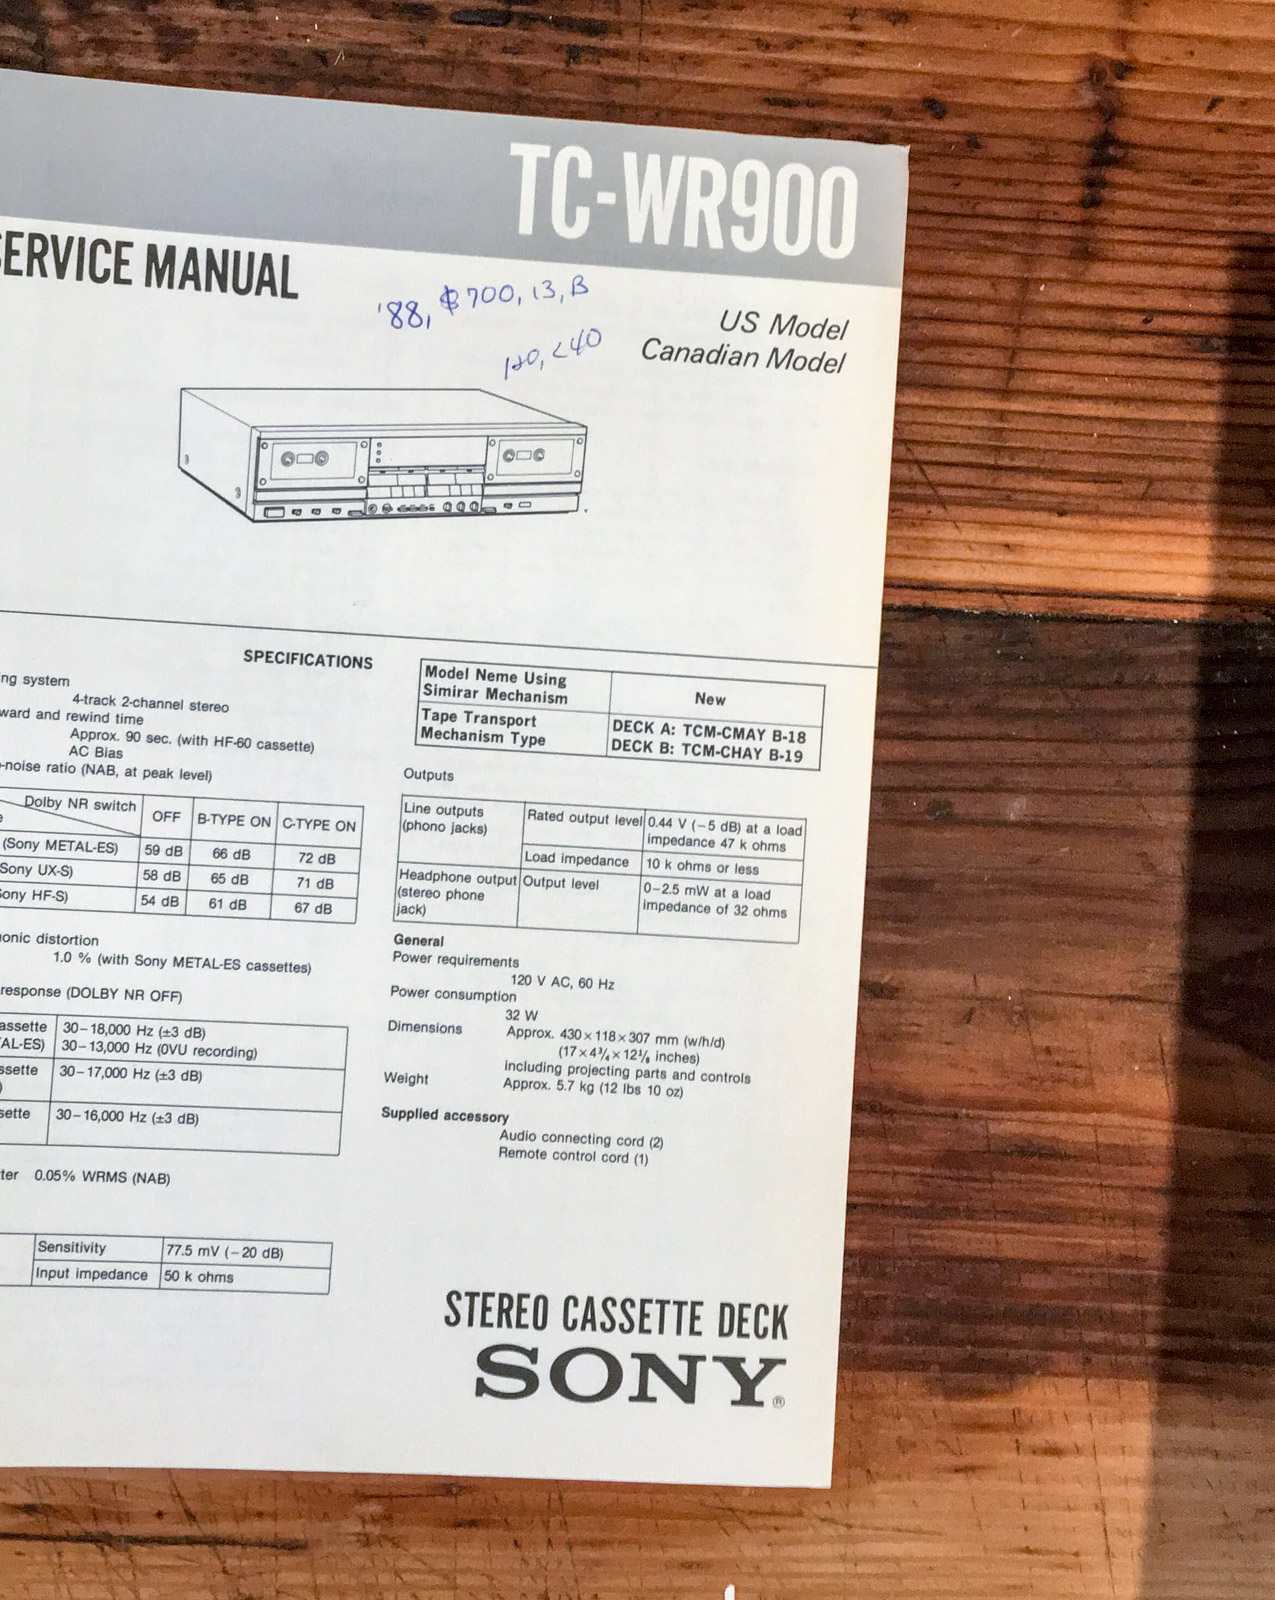 TC-WR900
SERVICE MANUAL
'88, $700, 13, B
120, <40
US Model
Canadian Model
SPECIFICATIONS
ng system
4-track 2-channel stereo
ward and rewind time
Approx. 90 sec. (with HF-60 cassette)
AC Bias
-noise ratio (NAB, at peak level)
Dolby NR switch OFF B-TYPE ON C-TYPE ON
(Sony METAL-ES) 59 dB 66 dB 72 dB
Sony UX-S) 58 dB 65 dB 71 dB
ony HF-S) 54 dB 61 dB 67 dB
onic distortion
1.0 % (with Sony METAL-ES cassettes)
response (DOLBY NR OFF)
assette 30–18,000 Hz (±3 dB)
AL-ES) 30–13,000 Hz (0VU recording)
ssette 30–17,000 Hz (±3 dB)
)
sette 30–16,000 Hz (±3 dB)
ter 0.05% WRMS (NAB)
Sensitivity 77.5 mV (–20 dB)
Input impedance 50 k ohms
Model Neme Using
Simirar Mechanism
New
Tape Transport
Mechanism Type
DECK A: TCM-CMAY B-18
DECK B: TCM-CHAY B-19
Outputs
Line outputs
(phono jacks)
Rated output level
0.44 V (–5 dB) at a load
impedance 47 k ohms
Load impedance 10 k ohms or less
Headphone output
(stereo phone
jack)
Output level
0–2.5 mW at a load
impedance of 32 ohms
General
Power requirements
120 V AC, 60 Hz
Power consumption
32 W
Dimensions Approx. 430×118×307 mm (w/h/d)
(17×4¾×12⅛ inches)
including projecting parts and controls
Weight Approx. 5.7 kg (12 lbs 10 oz)
Supplied accessory
Audio connecting cord (2)
Remote control cord (1)
STEREO CASSETTE DECK
SONY®